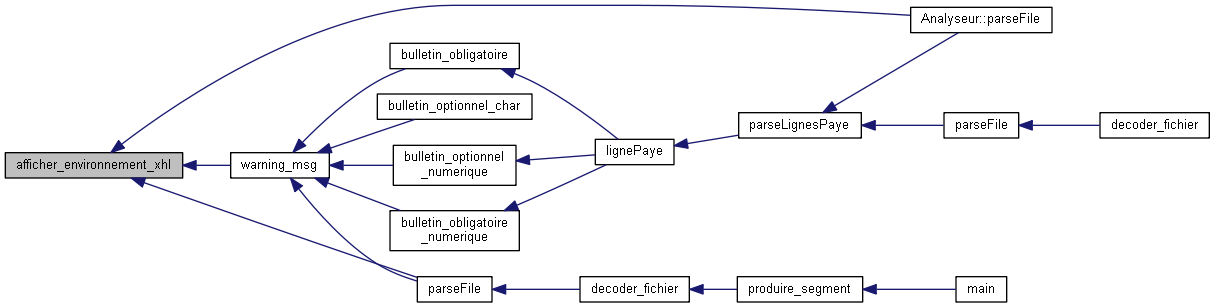 Analyseur::parseFile
bulletin_obligatoire
bulletin_optionnel_char
parseLignesPaye
parseFile
decoder_fichier
afficher_environnement_xhl
warning_msg
bulletin_optionnel
_numerique
lignePaye
bulletin_obligatoire
_numerique
parseFile
decoder_fichier
produire_segment
main